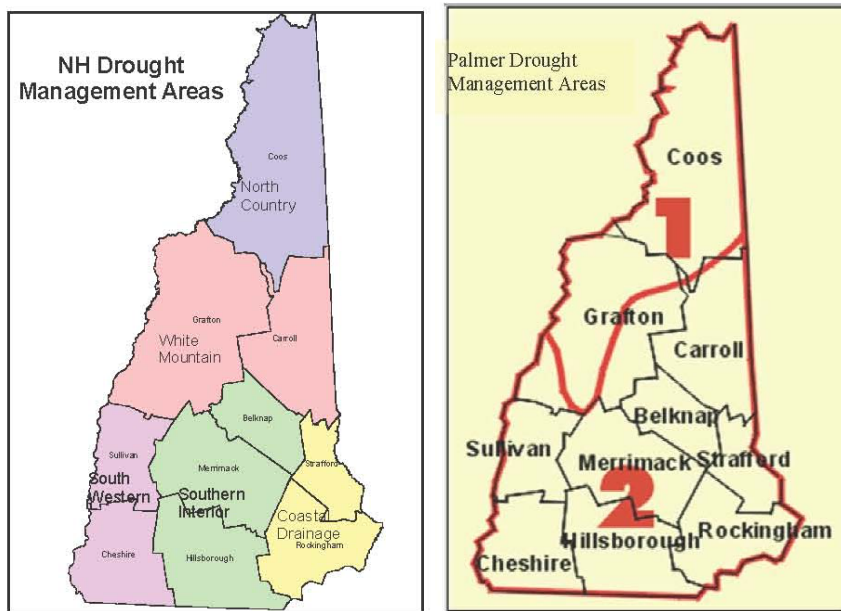 NH Drought
Management Areas
Coos
North
Country
Grafton
White
Mountain
Carroll
Belknap
Sullivan
South
Western
Merrimack
Southern
Interior
Strafford
Coastal
Drainage
Rockingham
Cheshire
Hillsborough
Palmer Drought
Management Areas
Coos
1
Grafton
Carroll
Belknap
Sullivan
Merrimack
Strafford
2
Rockingham
Hillsborough
Cheshire